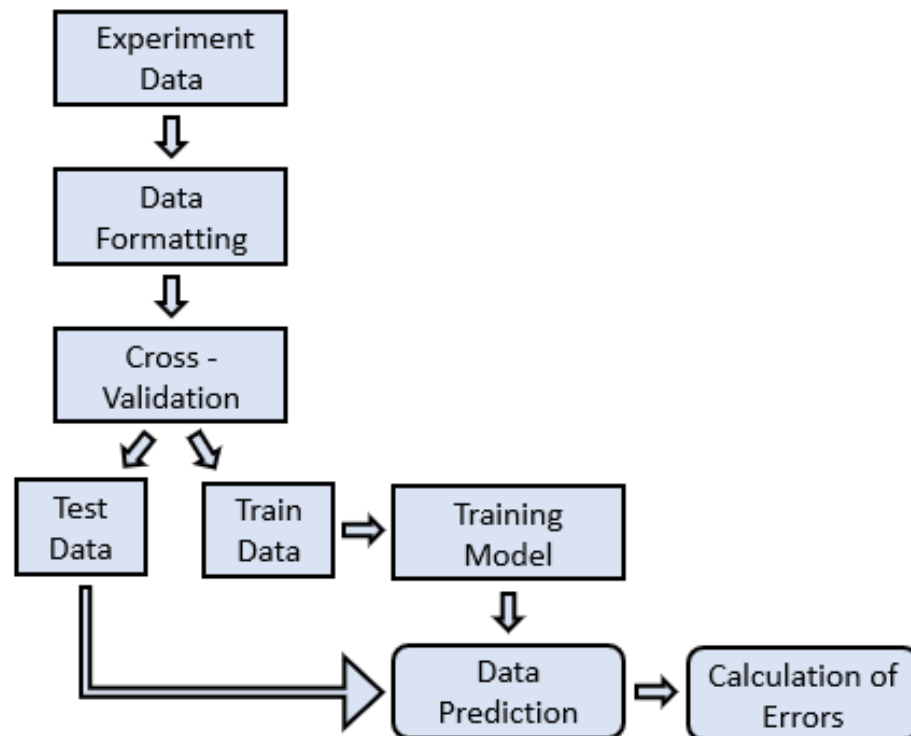 Experiment
Data
Data
Formatting
Cross -
Validation
Test
Data
Train
Data
Training
Model
Data
Prediction
Calculation of
Errors